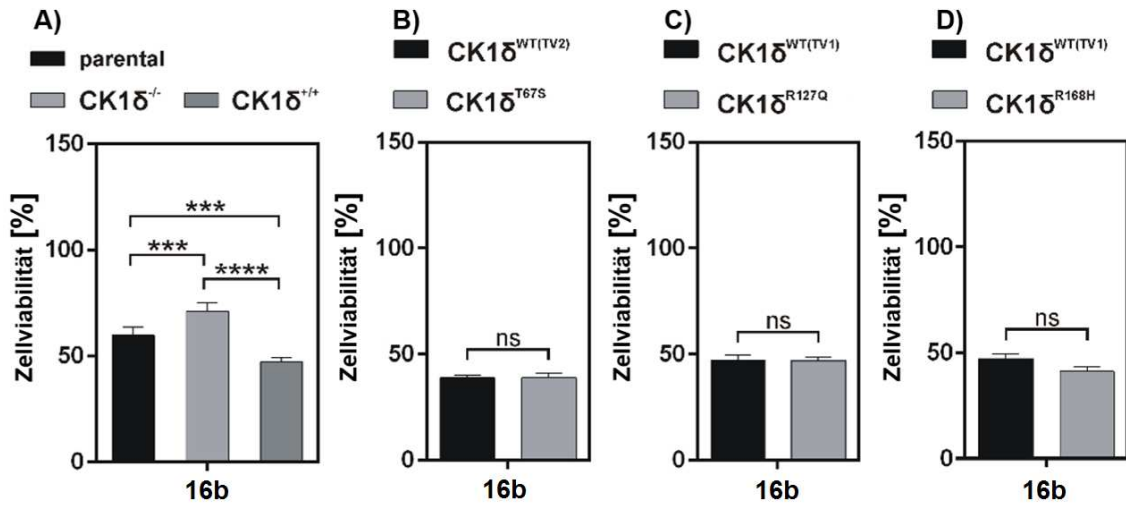 A)
parental
CK1δ-/-
CK1δ+/+
Zellviabilität [%]
150
100
50
0
***
***
****
16b
B)
CK1δWT(TV2)
CK1δT67S
Zellviabilität [%]
150
100
50
0
ns
16b
C)
CK1δWT(TV1)
CK1δR127Q
Zellviabilität [%]
150
100
50
0
ns
16b
D)
CK1δWT(TV1)
CK1δR168H
Zellviabilität [%]
150
100
50
0
ns
16b